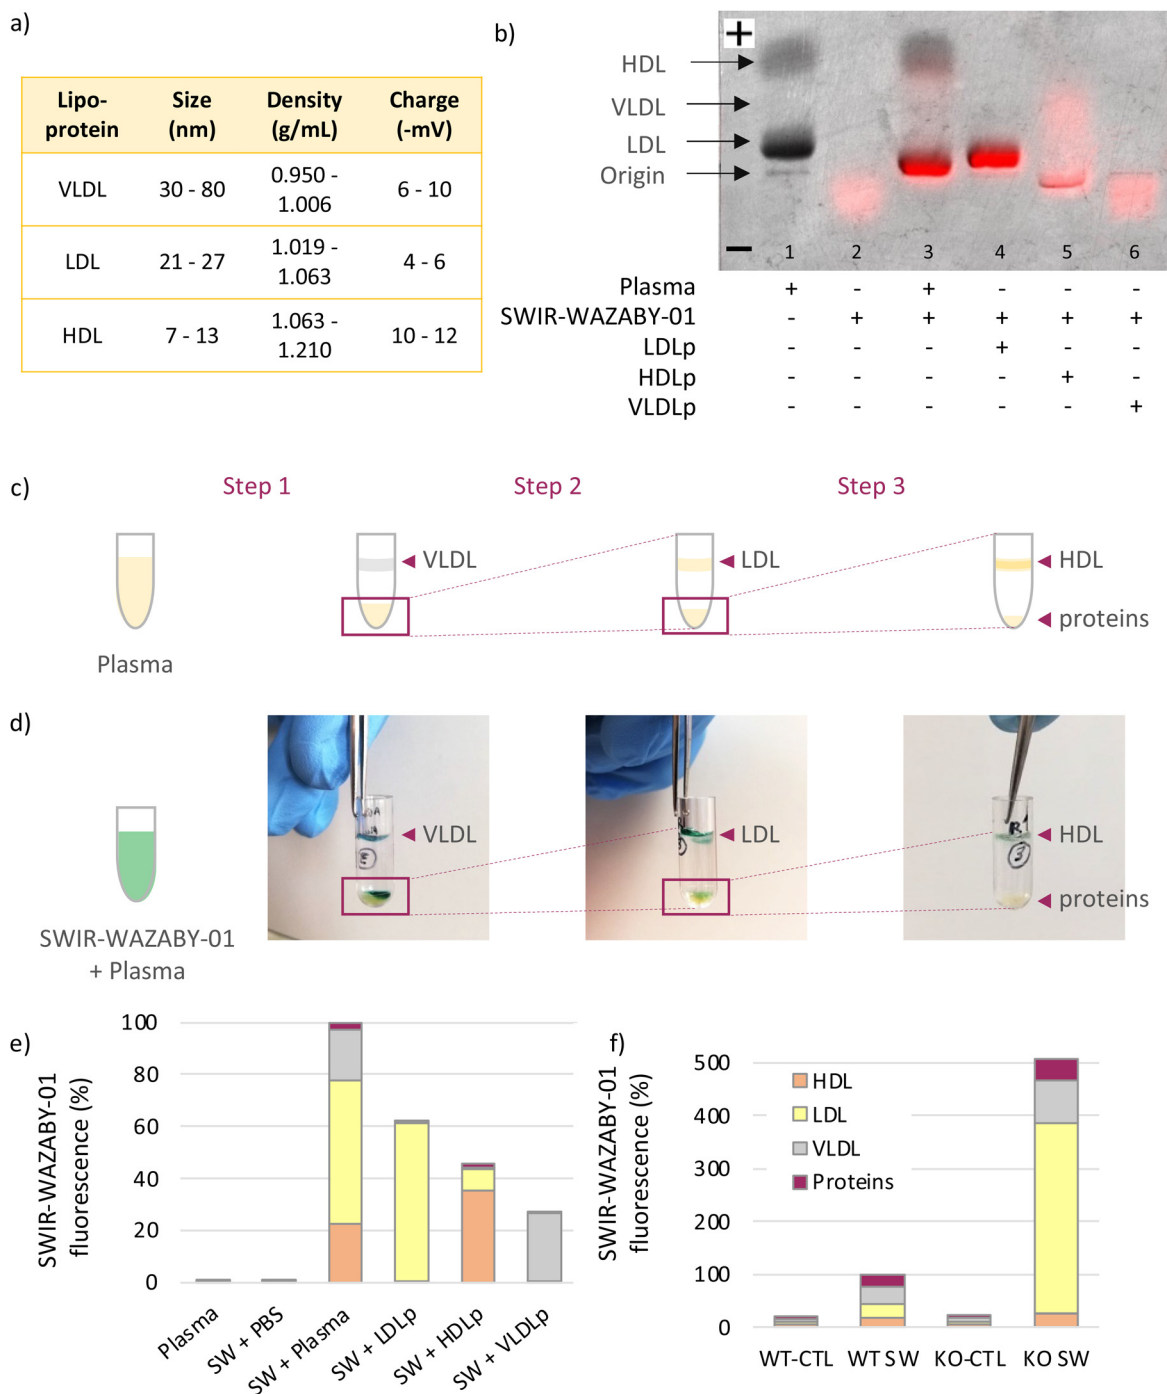 a)
Lipo-
protein
Size
(nm)
Density
(g/mL)
Charge
(-mV)
VLDL
30 - 80
0.950 -
1.006
6 - 10
LDL
21 - 27
1.019 -
1.063
4 - 6
HDL
7 - 13
1.063 -
1.210
10 - 12
b)
+
HDL
VLDL
LDL
Origin
−
1 2 3 4 5 6
Plasma + - + - - -
SWIR-WAZABY-01 - + + + + +
LDLp - - - + - -
HDLp - - - - + -
VLDLp - - - - - +
c)
Step 1
Step 2
Step 3
Plasma
VLDL
LDL
HDL
proteins
d)
SWIR-WAZABY-01
+ Plasma
VLDL
E
LDL
3
HDL
3
proteins
e)
SWIR-WAZABY-01
fluorescence (%)
100
80
60
40
20
0
Plasma
SW + PBS
SW + Plasma
SW + LDLp
SW + HDLp
SW + VLDLp
f)
SWIR-WAZABY-01
fluorescence (%)
500
400
300
200
100
0
HDL
LDL
VLDL
Proteins
WT-CTL
WT SW
KO-CTL
KO SW